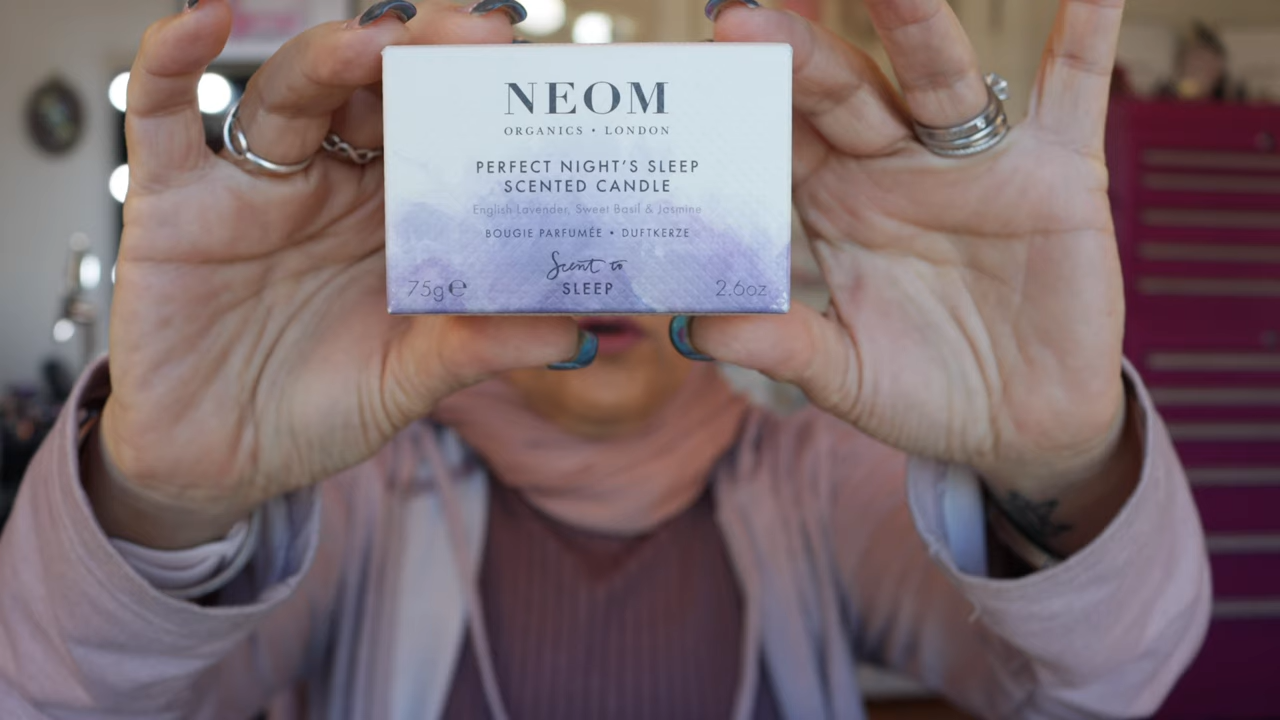 NEOM
ORGANICS • LONDON
PERFECT NIGHT'S SLEEP
SCENTED CANDLE
English Lavender, Sweet Basil & Jasmine
BOUGIE PARFUMÉE • DUFTKERZE
Scent to
SLEEP
75g℮
2.6oz